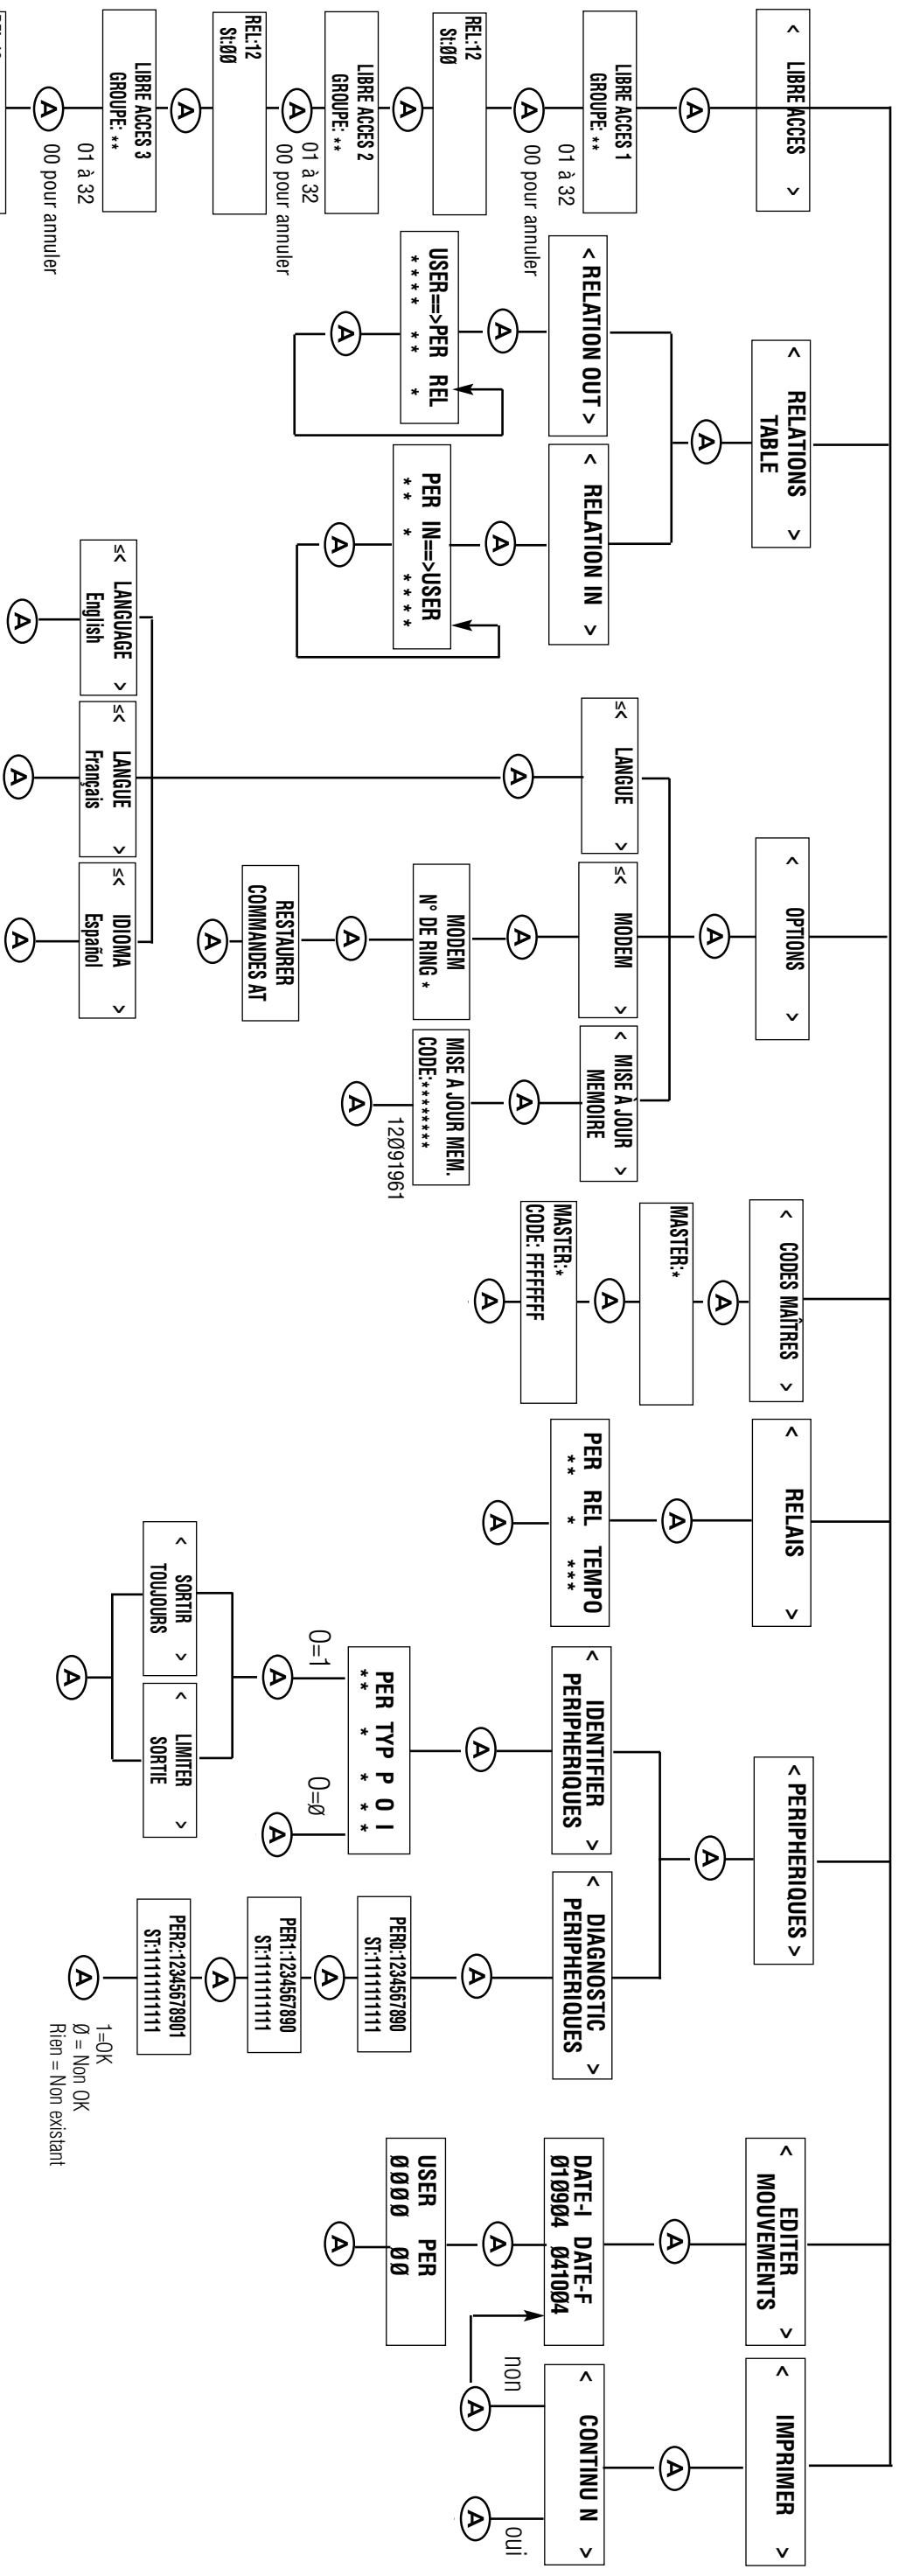 < LIBRE ACCES >
A
LIBRE ACCES 1
GROUPE: **
01 à 32
00 pour annuler
A
REL:12
St:ØØ
A
LIBRE ACCES 2
GROUPE: **
01 à 32
00 pour annuler
A
REL:12
St:ØØ
A
LIBRE ACCES 3
GROUPE: **
01 à 32
00 pour annuler
A
< RELATIONS >
TABLE
A
< RELATION OUT >
A
USER==>PER REL
**** ** *
A
< RELATION IN >
A
PER IN==>USER
** * ****
A
< OPTIONS >
A
≤< LANGUE >
A
≤< LANGUAGE >
English
A
≤< LANGUE >
Français
A
≤< IDIOMA >
Español
A
≤< MODEM >
A
MODEM
N° DE RING *
A
RESTAURER
COMMANDES AT
A
< MISE À JOUR >
MEMOIRE
A
MISE A JOUR MEM.
CODE:********
12Ø91961
A
< CODES MAÎTRES >
A
MASTER:*
A
MASTER:*
CODE: FFFFFFFF
A
< RELAIS >
A
PER REL TEMPO
** * ***
A
< PERIPHERIQUES >
A
< IDENTIFIER >
PERIPHERIQUES
A
PER TYP P O I
** * * * *
O=1
A
O=Ø
A
< SORTIR >
TOUJOURS
< LIMITER >
SORTIE
A
< DIAGNOSTIC >
PERIPHERIQUES
A
PER0:1234567890
ST:1111111111
A
PER1:1234567890
ST:1111111111
A
PER2:12345678901
ST:11111111111
A
1=OK
Ø = Non OK
Rien = Non existant
< EDITER >
MOUVEMENTS
A
DATE-I DATE-F
Ø1Ø9Ø4 Ø41ØØ4
A
USER PER
ØØØØ ØØ
A
< IMPRIMER >
A
< CONTINU N >
non
A
oui
A